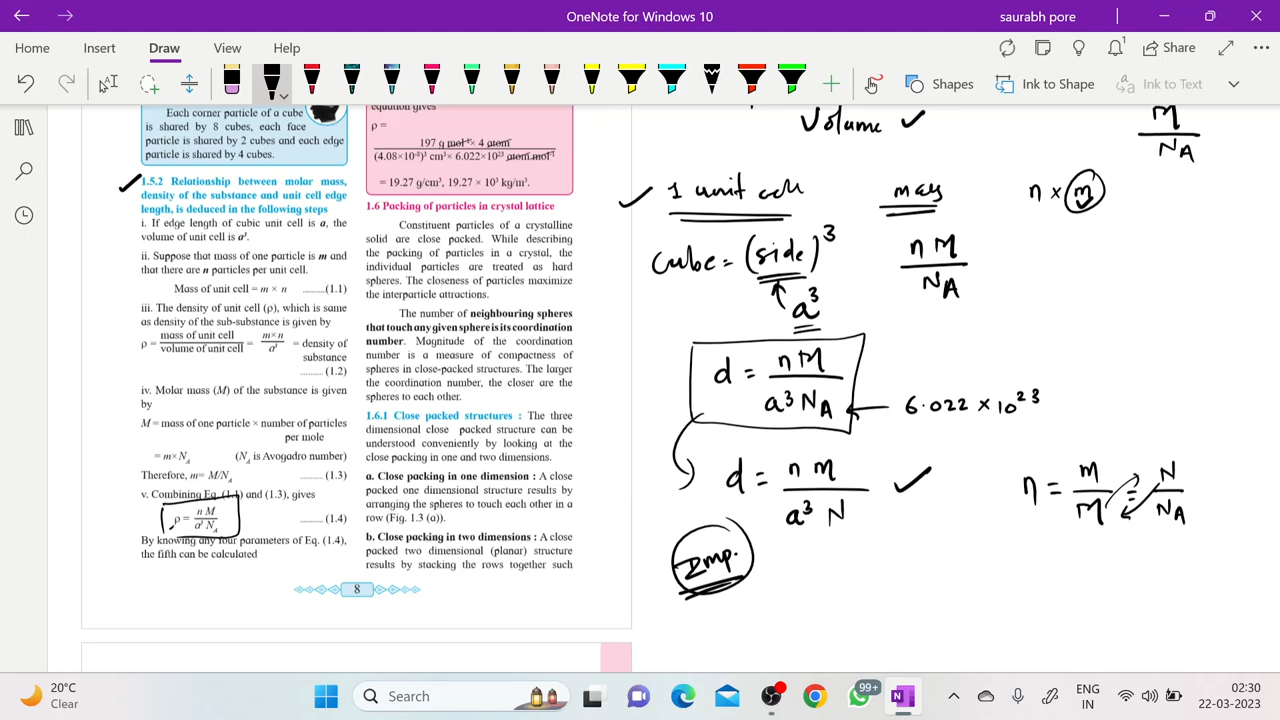 OneNote for Windows 10
saurabh pore
Home Insert Draw View Help
Share
Shapes
Ink to Shape
Ink to Text
Each corner particle of a cube
is shared by 8 cubes, each face
particle is shared by 2 cubes and each edge
particle is shared by 4 cubes.
1.5.2 Relationship between molar mass,
density of the substance and unit cell edge
length, is deduced in the following steps
i. If edge length of cubic unit cell is a, the
volume of unit cell is a³.
ii. Suppose that mass of one particle is m and
that there are n particles per unit cell.
Mass of unit cell = m × n ...........(1.1)
iii. The density of unit cell (ρ), which is same
as density of the sub-substance is given by
ρ = mass of unit cell / volume of unit cell = m×n / a³ = density of
substance
............ (1.2)
iv. Molar mass (M) of the substance is given
by
M = mass of one particle × number of particles
per mole
= m×N_A (N_A is Avogadro number)
Therefore, m= M/N_A ............ (1.3)
v. Combining Eq. (1.1) and (1.3), gives
ρ = n M / a³ N_A ............ (1.4)
By knowing any four parameters of Eq. (1.4),
the fifth can be calculated
equation gives
ρ =
197 g mol⁻¹ × 4 atom
(4.08×10⁻⁸)³ cm³ × 6.022×10²³ atom mol⁻¹
= 19.27 g/cm³, 19.27 × 10³ kg/m³.
1.6 Packing of particles in crystal lattice
Constituent particles of a crystalline
solid are close packed. While describing
the packing of particles in a crystal, the
individual particles are treated as hard
spheres. The closeness of particles maximize
the interparticle attractions.
The number of neighbouring spheres
that touch any given sphere is its coordination
number. Magnitude of the coordination
number is a measure of compactness of
spheres in close-packed structures. The larger
the coordination number, the closer are the
spheres to each other.
1.6.1 Close packed structures : The three
dimensional close packed structure can be
understood conveniently by looking at the
close packing in one and two dimensions.
a. Close packing in one dimension : A close
packed one dimensional structure results by
arranging the spheres to touch each other in a
row (Fig. 1.3 (a)).
b. Close packing in two dimensions : A close
packed two dimensional (planar) structure
results by stacking the rows together such
8
Volume ✓
M / N_A
✓ 1 unit cell mass n × m
cube = (side)³ n M / N_A
a³
d = n M / a³ N_A ← 6.022 × 10²³
d = n M / a³ N ✓
n = m / M = N / N_A
Imp.
20°C
Clear
Search
99+
ENG
IN
02:30
22-03-2023